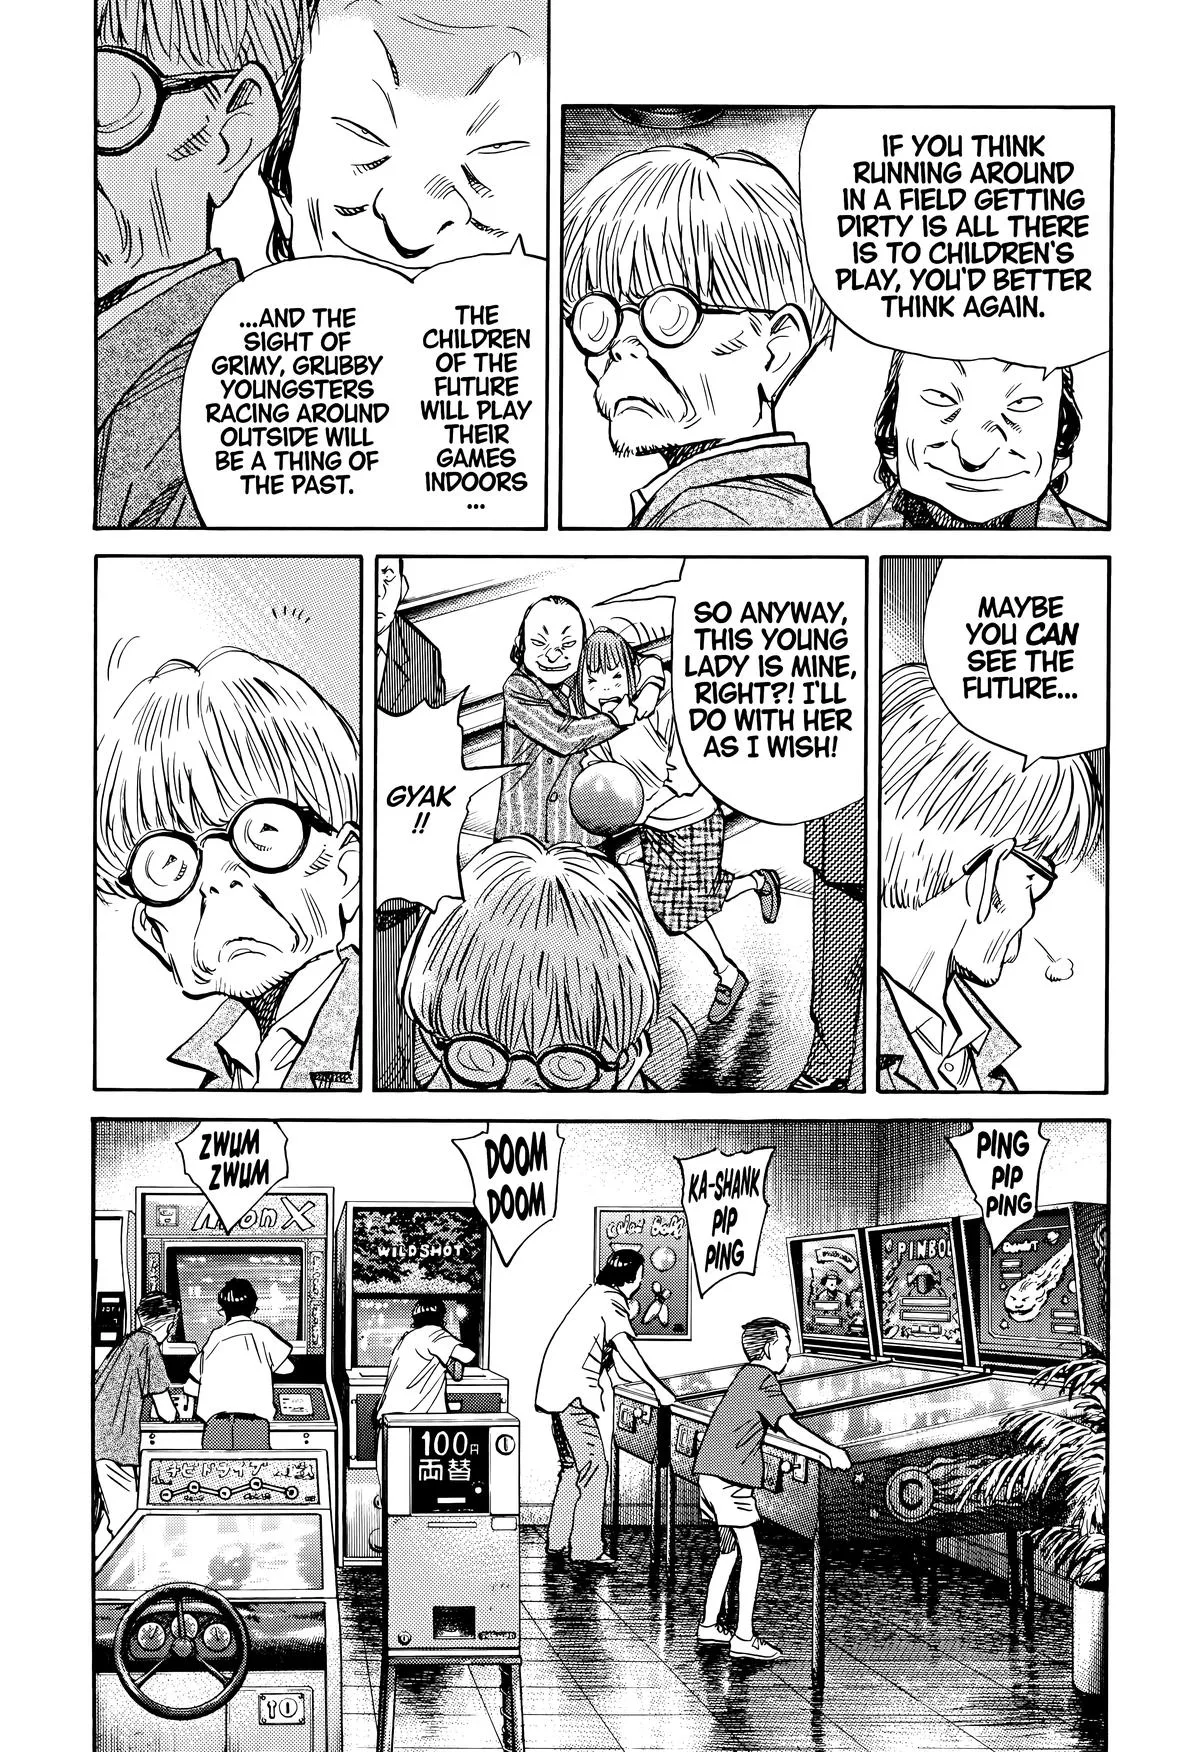 IF YOU THINK
RUNNING AROUND
IN A FIELD GETTING
DIRTY IS ALL THERE
IS TO CHILDREN'S
PLAY, YOU'D BETTER
THINK AGAIN.
THE
CHILDREN
OF THE
FUTURE
WILL PLAY
THEIR
GAMES
INDOORS
...
...AND THE
SIGHT OF
GRIMY, GRUBBY
YOUNGSTERS
RACING AROUND
OUTSIDE WILL
BE A THING OF
THE PAST.
MAYBE
YOU CAN
SEE THE
FUTURE...
SO ANYWAY,
THIS YOUNG
LADY IS MINE,
RIGHT?! I'LL
DO WITH HER
AS I WISH!
GYAK
!!
PING
PIP
PING
KA-SHANK
PIP
PING
DOOM
DOOM
ZWUM
ZWUM
WILD SHOT
PINBOL
100円
両替
C
10